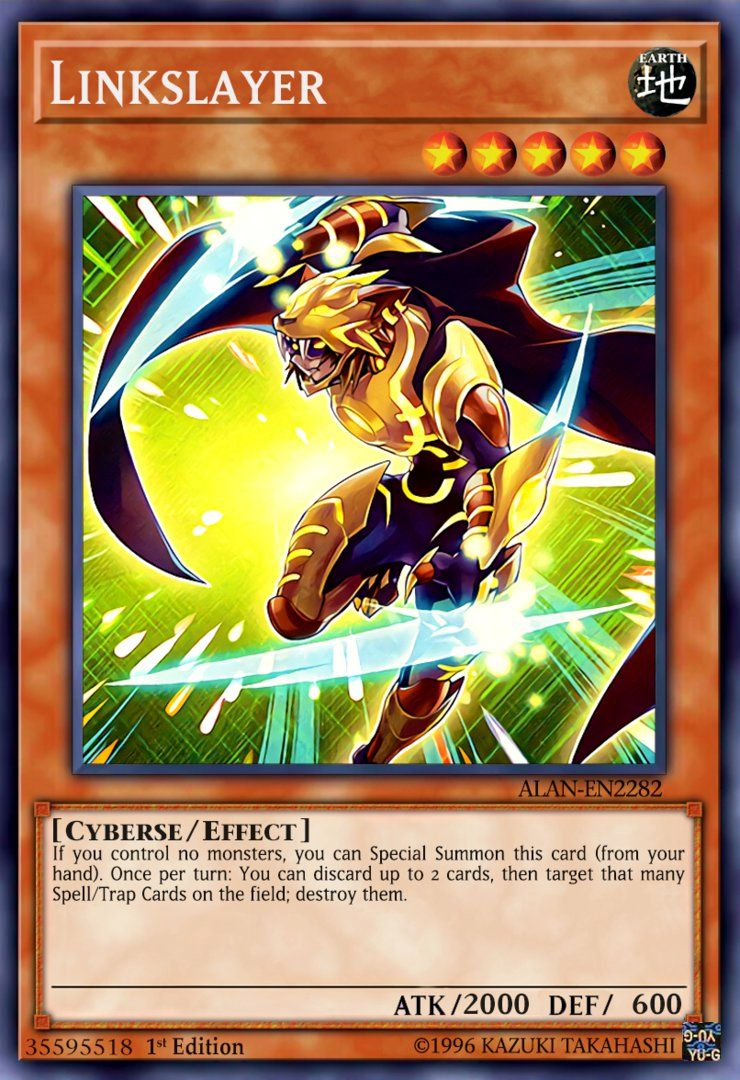 LINKSLAYER
EARTH
地
ALAN-EN2282
[CYBERSE/EFFECT]
If you control no monsters, you can Special Summon this card (from your
hand). Once per turn: You can discard up to 2 cards, then target that many
Spell/Trap Cards on the field; destroy them.
ATK/2000 DEF/ 600
35595518 1st Edition ©1996 KAZUKI TAKAHASHI
YU-G
YU-G